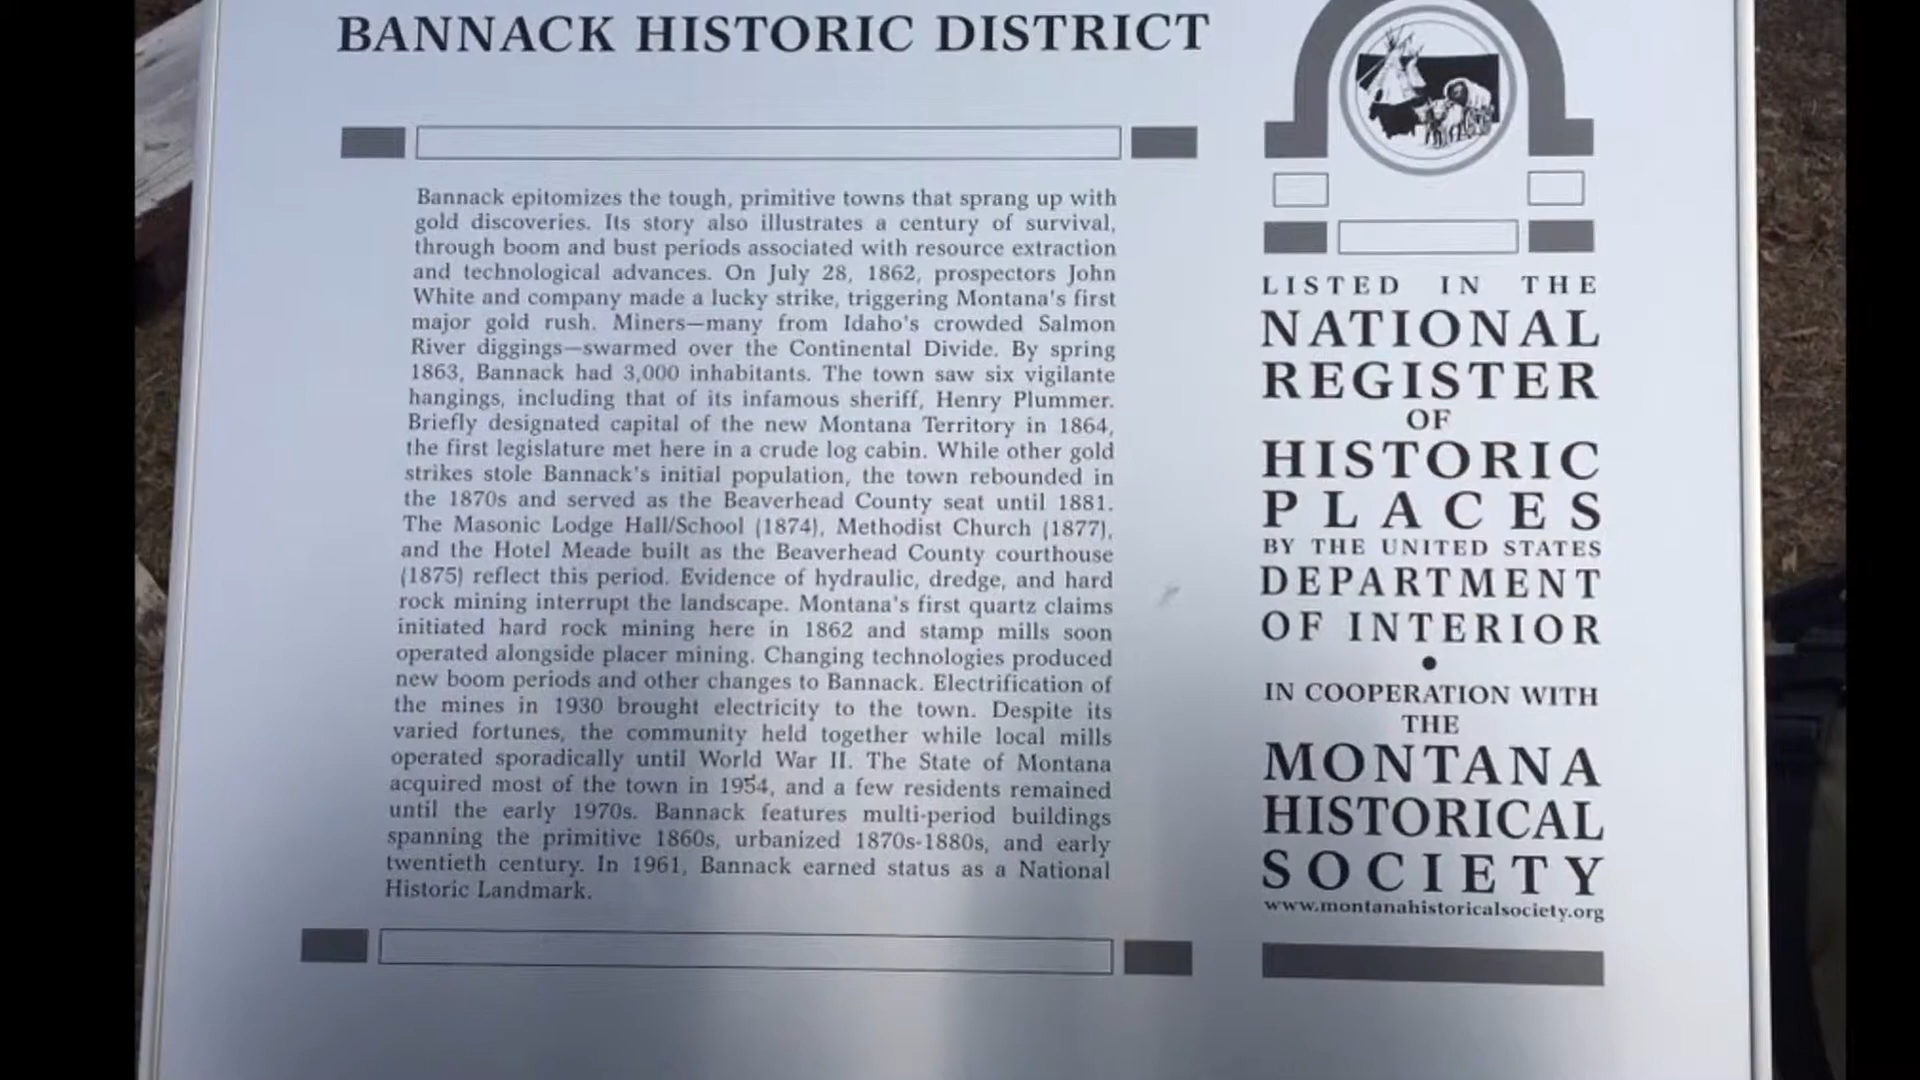 BANNACK HISTORIC DISTRICT
Bannack epitomizes the tough, primitive towns that sprang up with
gold discoveries. Its story also illustrates a century of survival,
through boom and bust periods associated with resource extraction
and technological advances. On July 28, 1862, prospectors John
White and company made a lucky strike, triggering Montana's first
major gold rush. Miners—many from Idaho's crowded Salmon
River diggings—swarmed over the Continental Divide. By spring
1863, Bannack had 3,000 inhabitants. The town saw six vigilante
hangings, including that of its infamous sheriff, Henry Plummer.
Briefly designated capital of the new Montana Territory in 1864,
the first legislature met here in a crude log cabin. While other gold
strikes stole Bannack's initial population, the town rebounded in
the 1870s and served as the Beaverhead County seat until 1881.
The Masonic Lodge Hall/School (1874), Methodist Church (1877),
and the Hotel Meade built as the Beaverhead County courthouse
(1875) reflect this period. Evidence of hydraulic, dredge, and hard
rock mining interrupt the landscape. Montana's first quartz claims
initiated hard rock mining here in 1862 and stamp mills soon
operated alongside placer mining. Changing technologies produced
new boom periods and other changes to Bannack. Electrification of
the mines in 1930 brought electricity to the town. Despite its
varied fortunes, the community held together while local mills
operated sporadically until World War II. The State of Montana
acquired most of the town in 1954, and a few residents remained
until the early 1970s. Bannack features multi-period buildings
spanning the primitive 1860s, urbanized 1870s-1880s, and early
twentieth century. In 1961, Bannack earned status as a National
Historic Landmark.
LISTED IN THE
NATIONAL
REGISTER
OF
HISTORIC
PLACES
BY THE UNITED STATES
DEPARTMENT
OF INTERIOR
•
IN COOPERATION WITH
THE
MONTANA
HISTORICAL
SOCIETY
www.montanahistoricalsociety.org